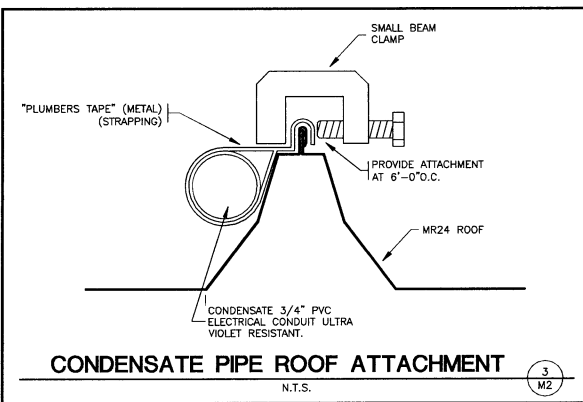 SMALL BEAM
CLAMP
"PLUMBERS TAPE" (METAL)
(STRAPPING)
PROVIDE ATTACHMENT
AT 6'-0"O.C.
MR24 ROOF
CONDENSATE 3/4" PVC
ELECTRICAL CONDUIT ULTRA
VIOLET RESISTANT.
CONDENSATE PIPE ROOF ATTACHMENT
N.T.S.
3
M2